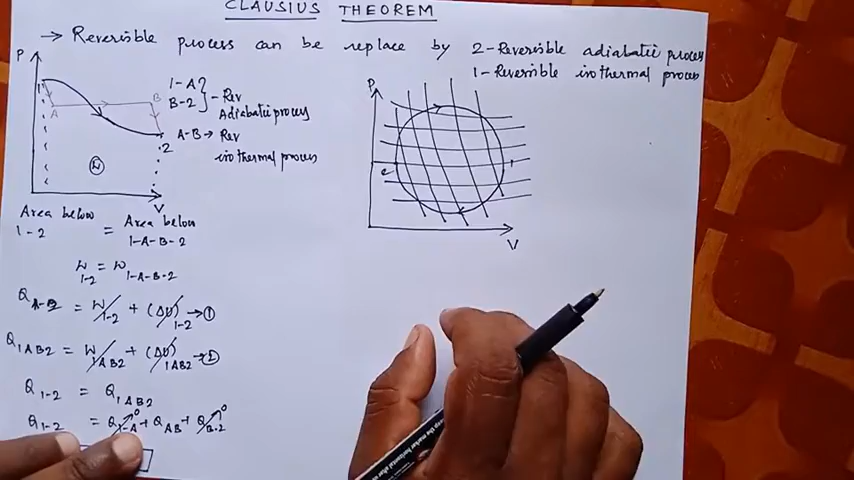 CLAUSIUS THEOREM
→ Reversible process can be replace by 2-Reversible adiabatic process
1-Reversible isothermal process
P
1
A
B
2
W
V
1-A
B-2 } - Rev
Adiabatic process
A-B → Rev
isothermal process
P
V
Area below
1-2
= Area below
1-A-B-2
W1-2 = W1-A-B-2
= W1-2 + (ΔU)1-2 → ①
Q1AB2 = W1AB2 + (ΔU)1AB2 → ②
Q1-2 = Q1AB2
Q1-2 = Q1-A 0 + QAB + QB-2 0